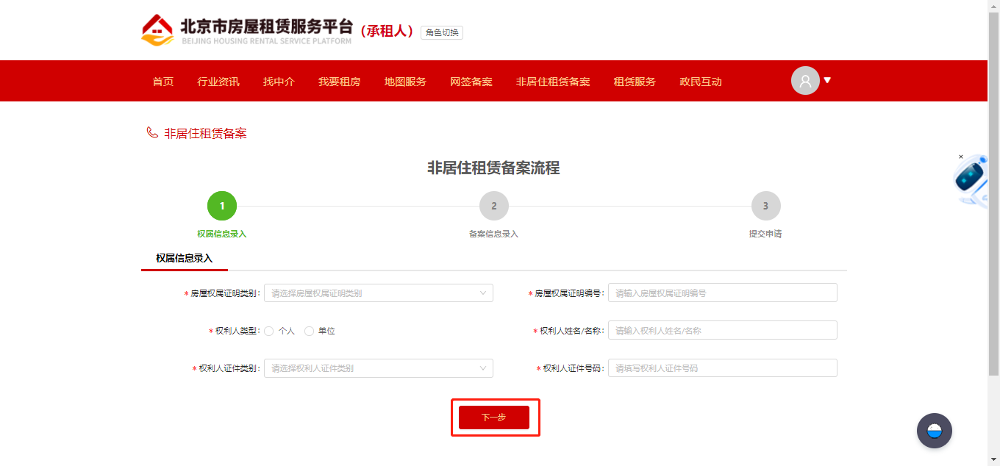 北京市房屋租赁服务平台
BEIJING HOUSING RENTAL SERVICE PLATFORM
（承租人）
角色切换
首页 行业资讯 找中介 我要租房 地图服务 网签备案 非居住租赁备案 租赁服务 政民互动
非居住租赁备案
×
非居住租赁备案流程
1 2 3
权属信息录入 备案信息录入 提交申请
权属信息录入
* 房屋权属证明类别: 请选择房屋权属证明类别 * 房屋权属证明编号: 请输入房屋权属证明编号
* 权利人类型: 个人 单位 * 权利人姓名/名称: 请输入权利人姓名/名称
* 权利人证件类别: 请选择权利人证件类别 * 权利人证件号码: 请填写权利人证件号码
下一步